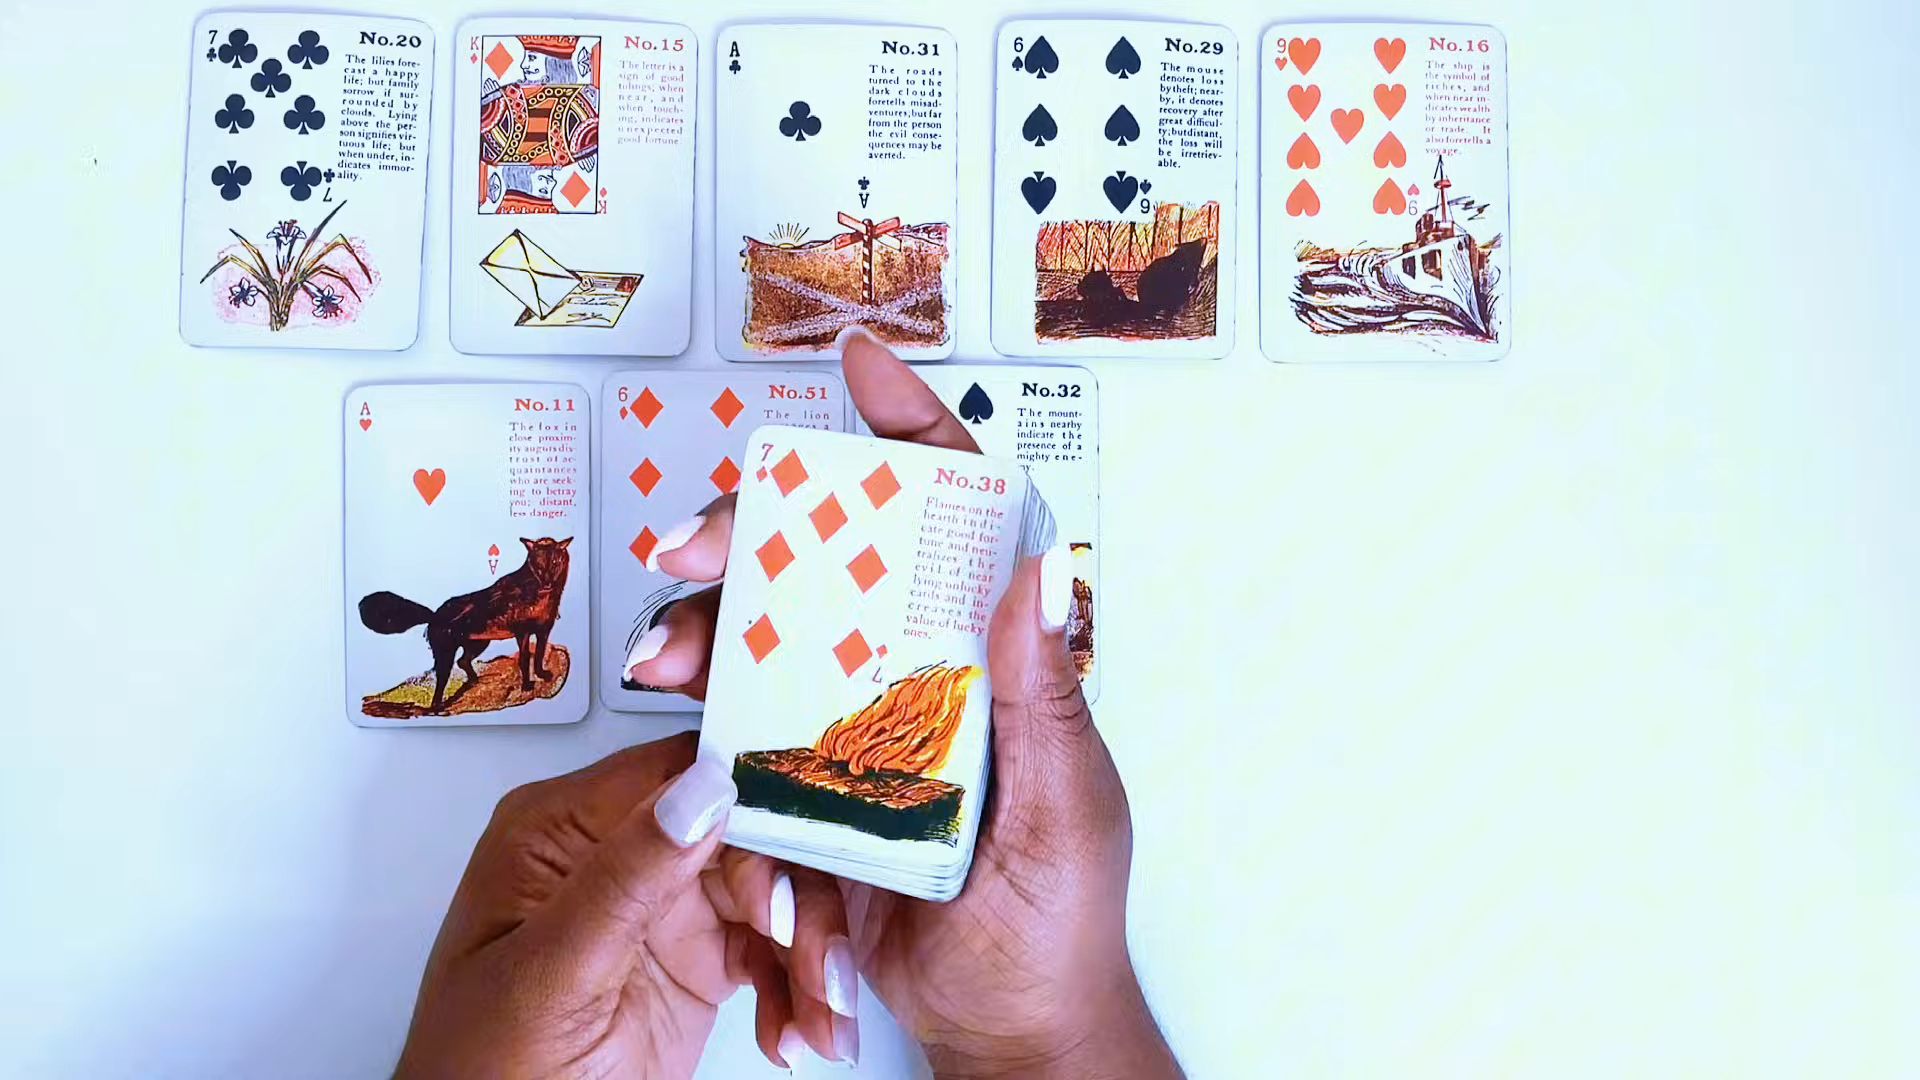 7
No.20
The lilies fore-
cast a happy
life; but family
sorrow if sur-
rounded by
clouds. Lying
above the per-
son signifies vir-
tuous life; but
when under, in-
dicates immor-
ality.
7
K
No.15
The letter is a
sign of good
tidings; when
near, and
when touch-
ing, indicates
unexpected
good fortune.
K
A
No.31
The roads
turned to the
dark clouds
foretells misad-
ventures; but far
from the person
the evil conse-
quences may be
averted.
A
6
No.29
The mouse
denotes loss
by theft; near-
by, it denotes
recovery after
great difficul-
ty; but distant,
the loss will
be irretriev-
able.
6
9
No.16
The ship is
the symbol of
riches, and
when near in-
dicates wealth
by inheritance
or trade. It
also foretells a
voyage.
9
A
No.11
The fox in
close proxim-
ity augurs dis-
trust of ac-
quaintances
who are seek-
ing to betray
you; distant,
less danger.
A
6
No.51
The lion
No.32
The mount-
ains nearby
indicate the
presence of a
mighty ene-
my.
7
No.38
Flames on the
hearth indi-
cate good for-
tune and neu-
tralizes the
evil of near
lying unlucky
cards and in-
creases the
value of lucky
ones.
7